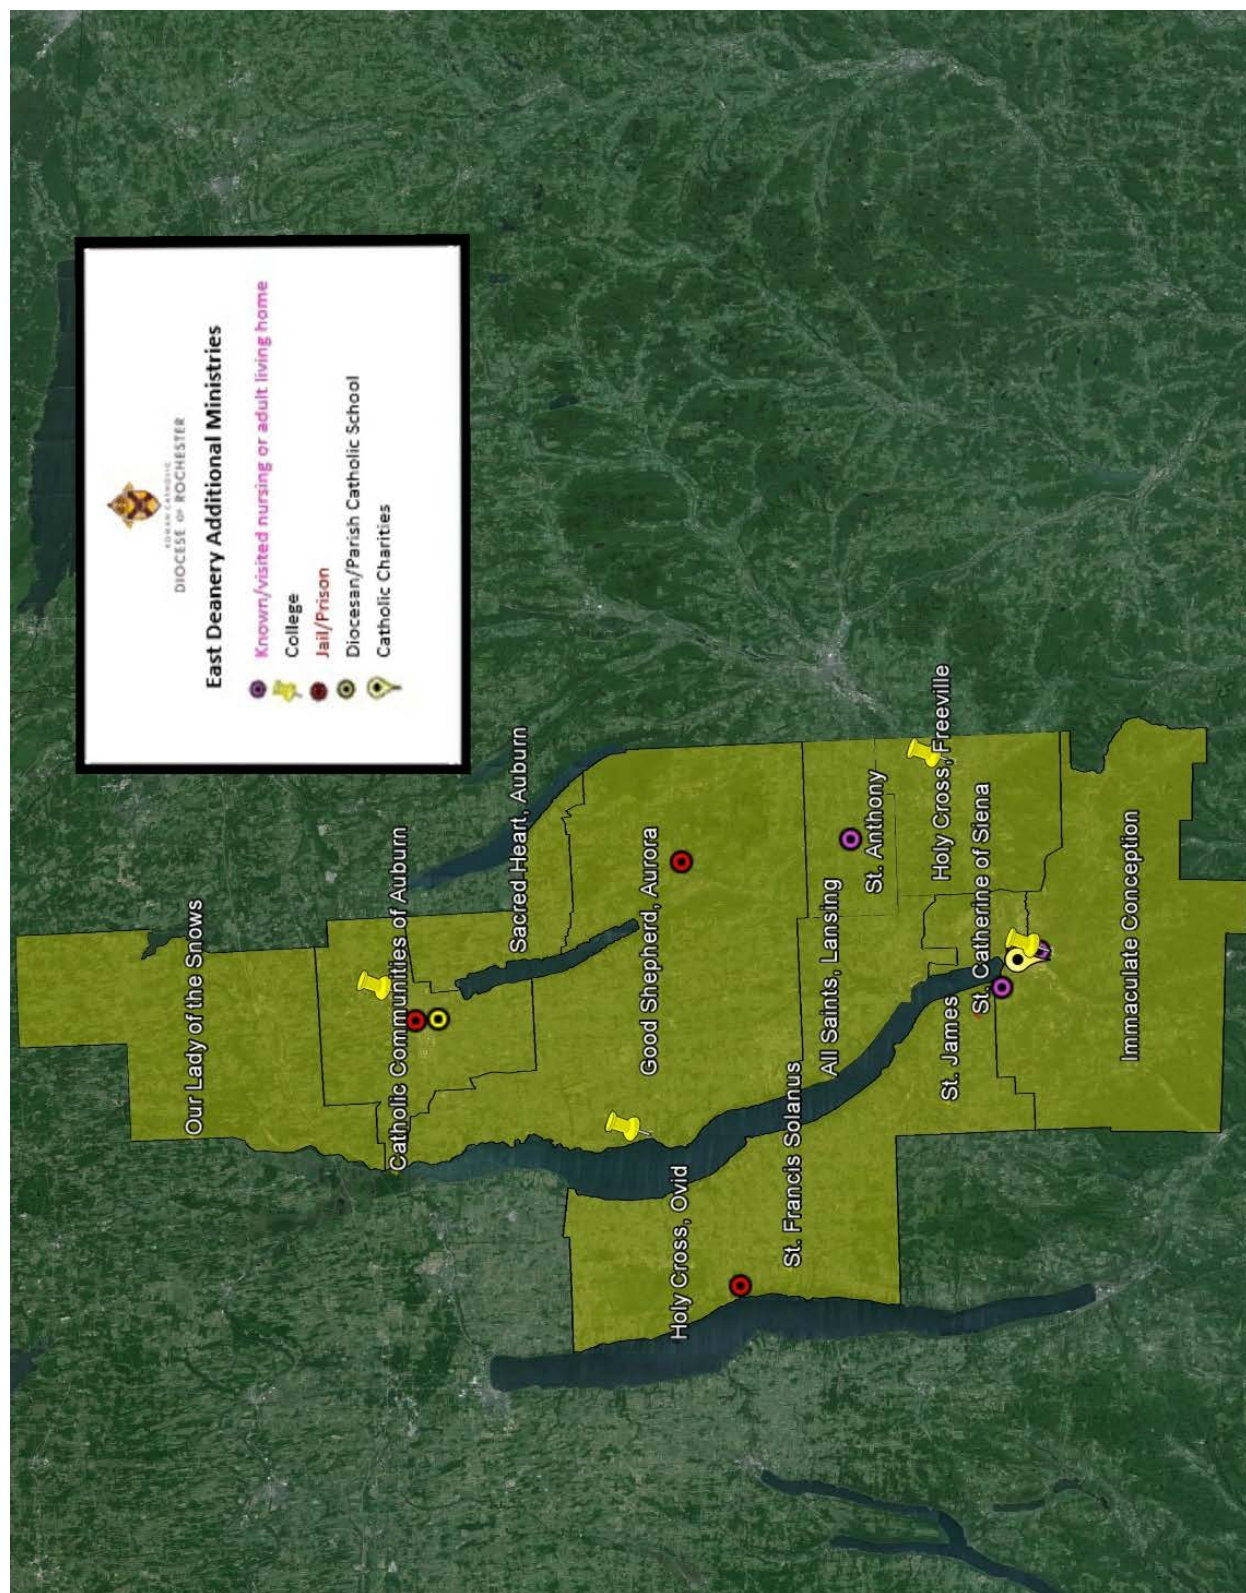 ROMAN CATHOLIC
DIOCESE OF ROCHESTER
East Deanery Additional Ministries
Known/visited nursing or adult living home
College
Jail/Prison
Diocesan/Parish Catholic School
Catholic Charities
Our Lady of the Snows
Catholic Communities of Auburn
Sacred Heart, Auburn
Good Shepherd, Aurora
Holy Cross, Ovid
St. Francis Solanus
All Saints, Lansing
St. Anthony
Holy Cross, Freeville
St. James
St. Catherine of Siena
Immaculate Conception